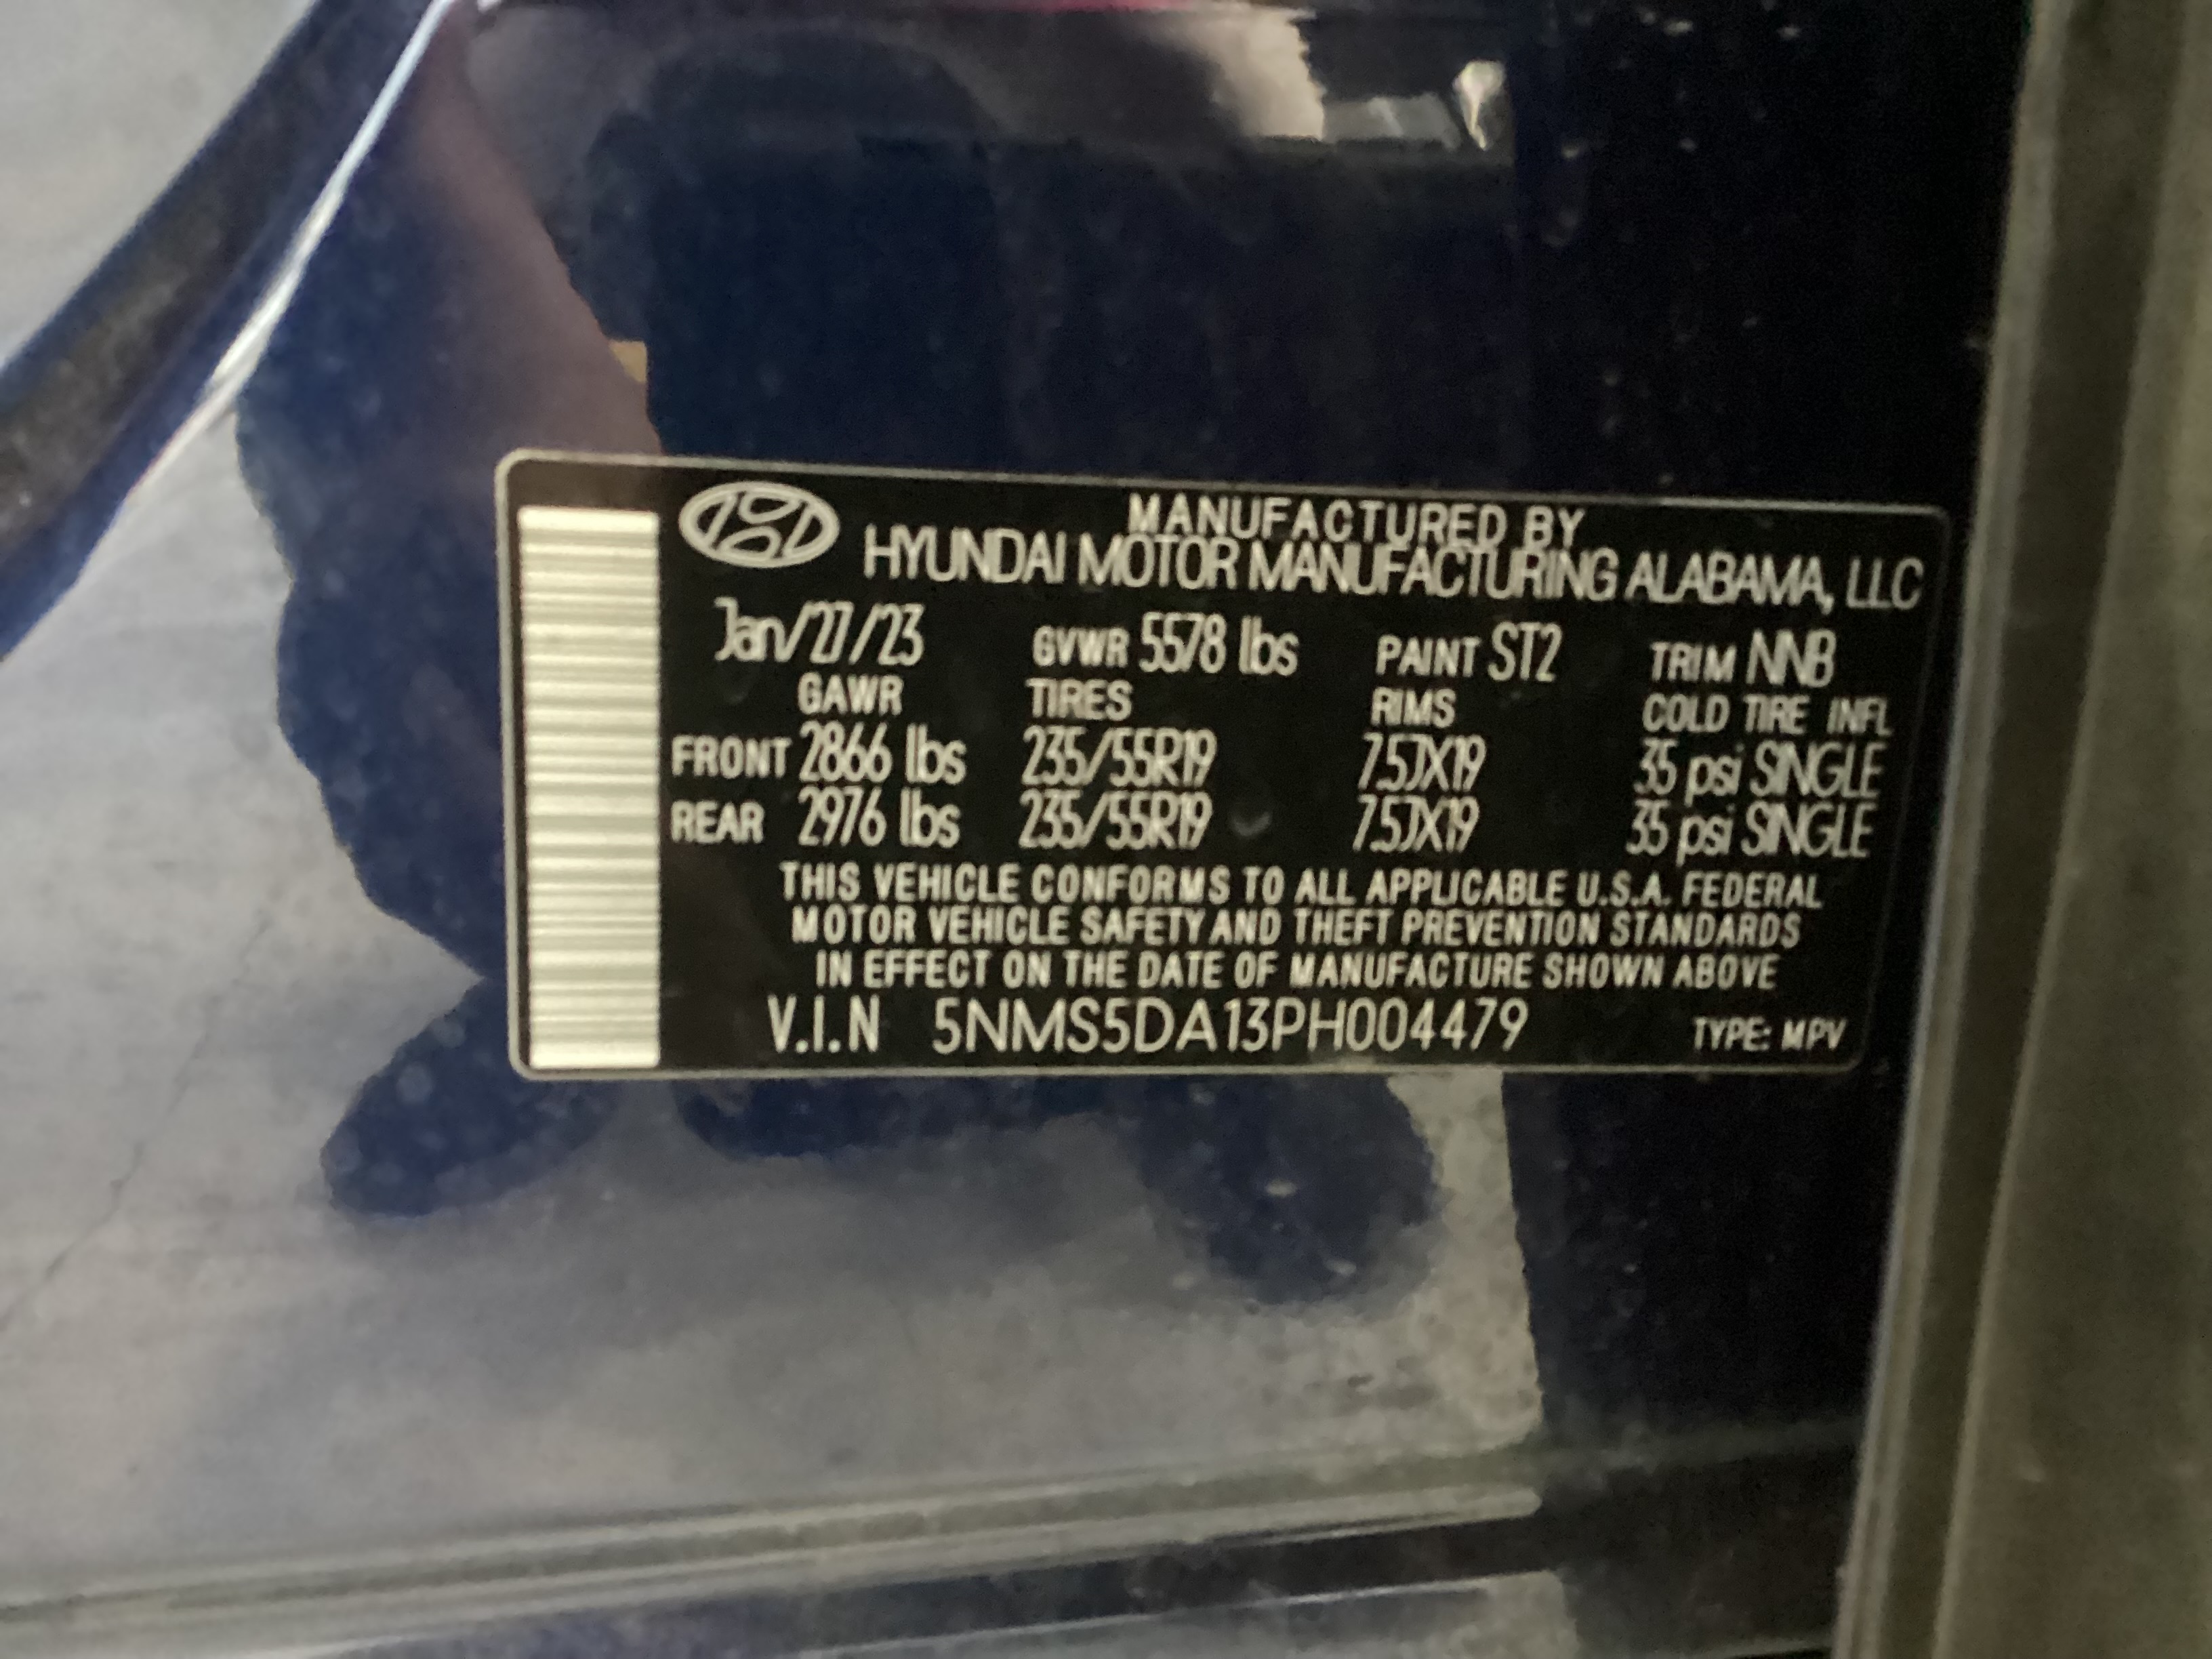 MANUFACTURED BY
HYUNDAI MOTOR MANUFACTURING ALABAMA, LLC
Jan/27/23 GVWR 5578 lbs PAINT ST2 TRIM NNB
GAWR TIRES RIMS COLD TIRE INFL
FRONT 2866 lbs 235/55R19 7.5JX19 35 psi SINGLE
REAR 2976 lbs 235/55R19 7.5JX19 35 psi SINGLE
THIS VEHICLE CONFORMS TO ALL APPLICABLE U.S.A. FEDERAL
MOTOR VEHICLE SAFETY AND THEFT PREVENTION STANDARDS
IN EFFECT ON THE DATE OF MANUFACTURE SHOWN ABOVE
V.I.N 5NMS5DA13PH004479 TYPE: MPV